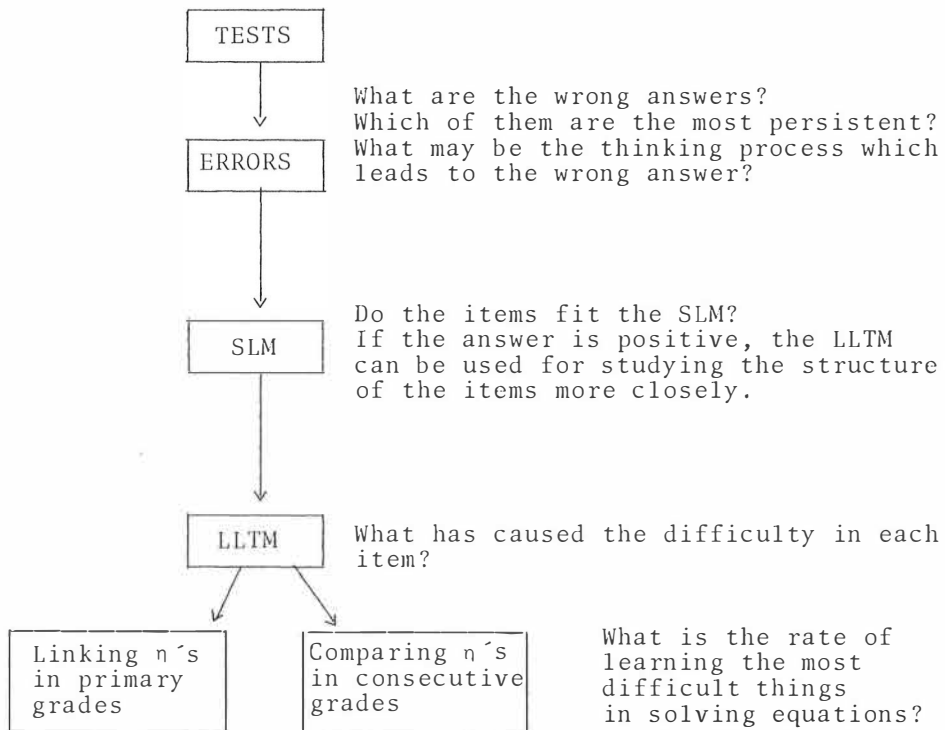 TESTS
What are the wrong answers?
Which of them are the most persistent?
What may be the thinking process which
leads to the wrong answer?
ERRORS
Do the items fit the SLM?
If the answer is positive, the LLTM
can be used for studying the structure
of the items more closely.
SLM
LLTM
What has caused the difficulty in each
item?
Linking η´s
in primary
grades
Comparing η´s
in consecutive
grades
What is the rate of
learning the most
difficult things
in solving equations?